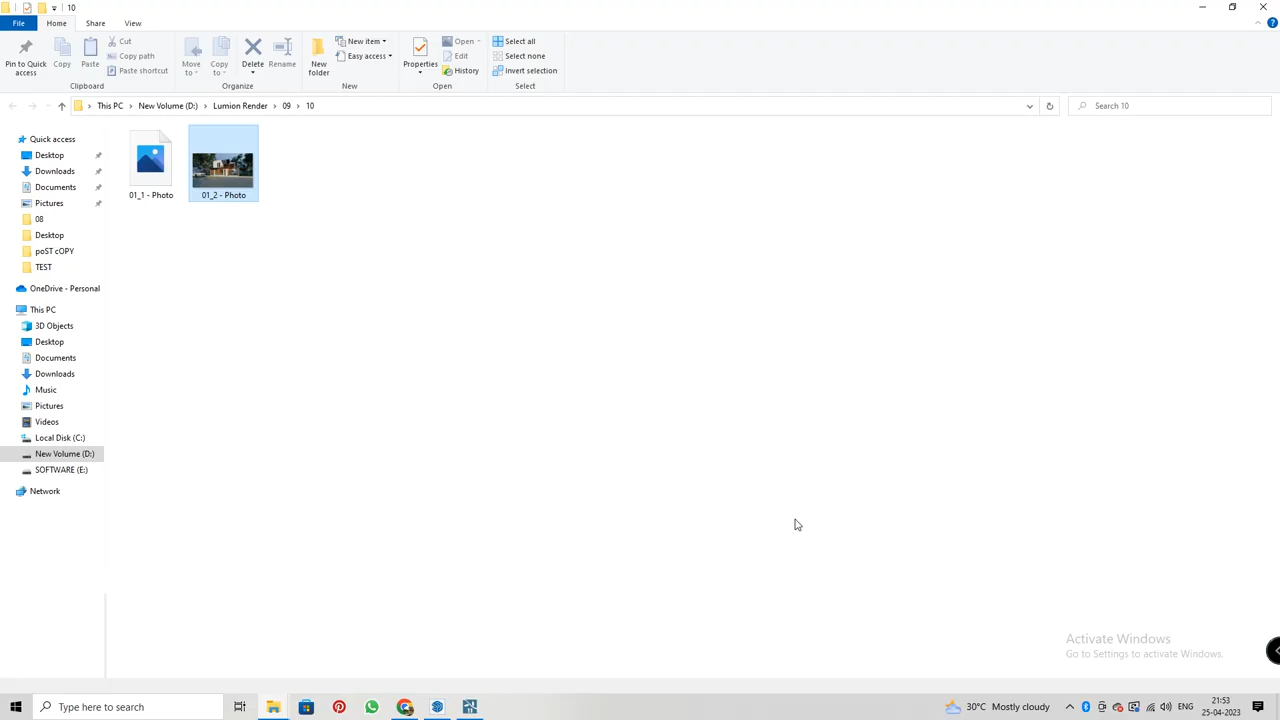 10
File Home Share View
Pin to Quick access
Copy
Paste
Cut
Copy path
Paste shortcut
Clipboard
Move to
Copy to
Delete
Rename
Organize
New folder
New item
Easy access
New
Properties
Open
Edit
History
Open
Select all
Select none
Invert selection
Select
This PC > New Volume (D:) > Lumion Render > 09 > 10
Search 10
Quick access
Desktop
Downloads
Documents
Pictures
08
Desktop
poST cOPY
TEST
OneDrive - Personal
This PC
3D Objects
Desktop
Documents
Downloads
Music
Pictures
Videos
Local Disk (C:)
New Volume (D:)
SOFTWARE (E:)
Network
01_1 - Photo
01_2 - Photo
Activate Windows
Go to Settings to activate Windows.
Type here to search
30°C Mostly cloudy
ENG
21:53
25-04-2023